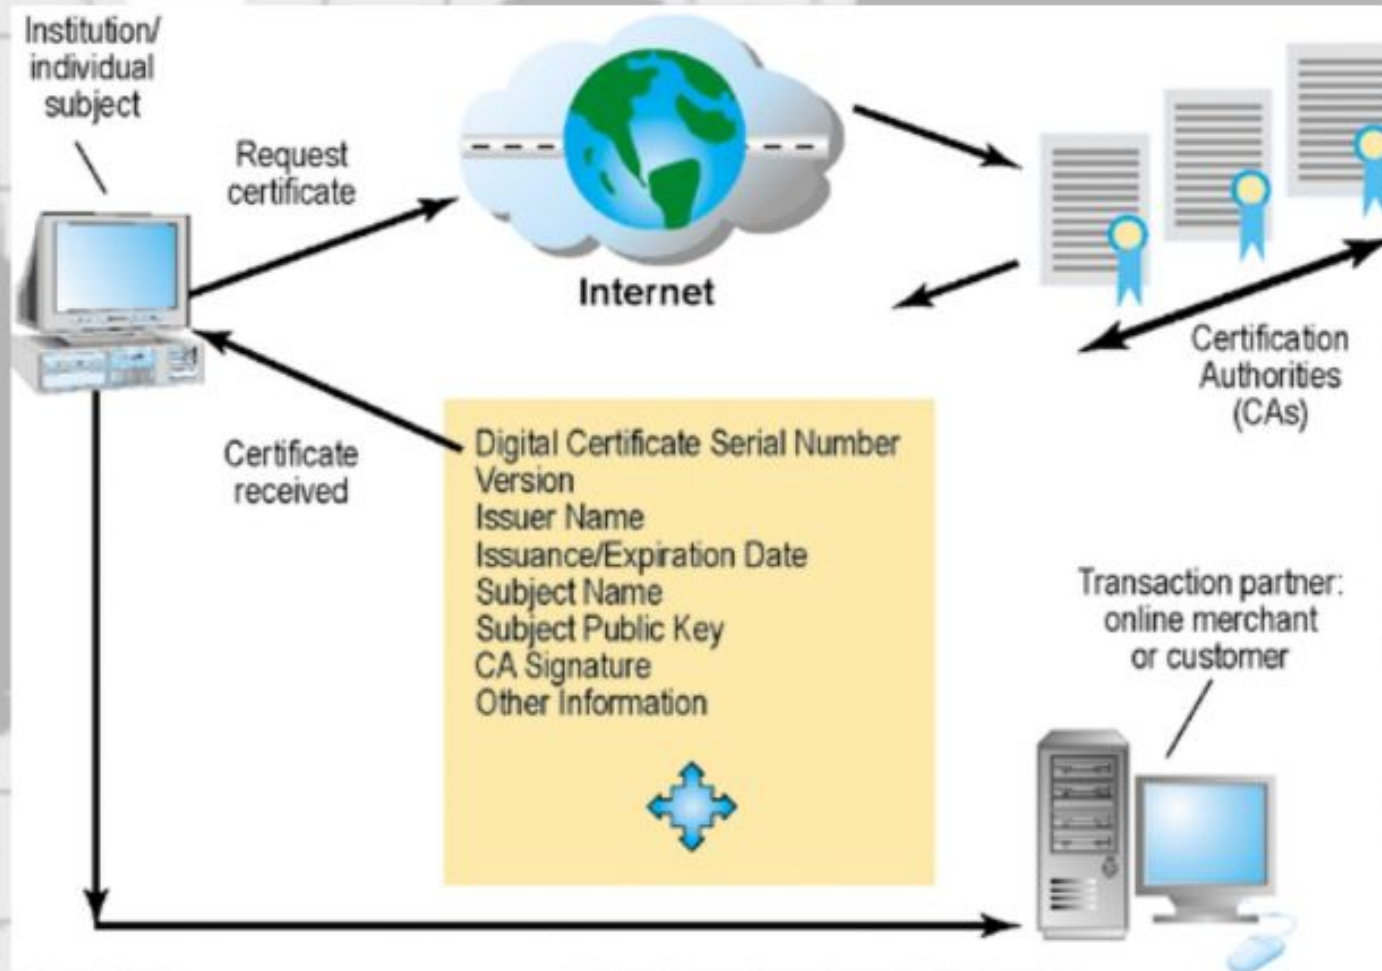 Institution/
individual
subject
Request
certificate
Internet
Certification
Authorities
(CAs)
Certificate
received
Digital Certificate Serial Number
Version
Issuer Name
Issuance/Expiration Date
Subject Name
Subject Public Key
CA Signature
Other Information
Transaction partner:
online merchant
or customer